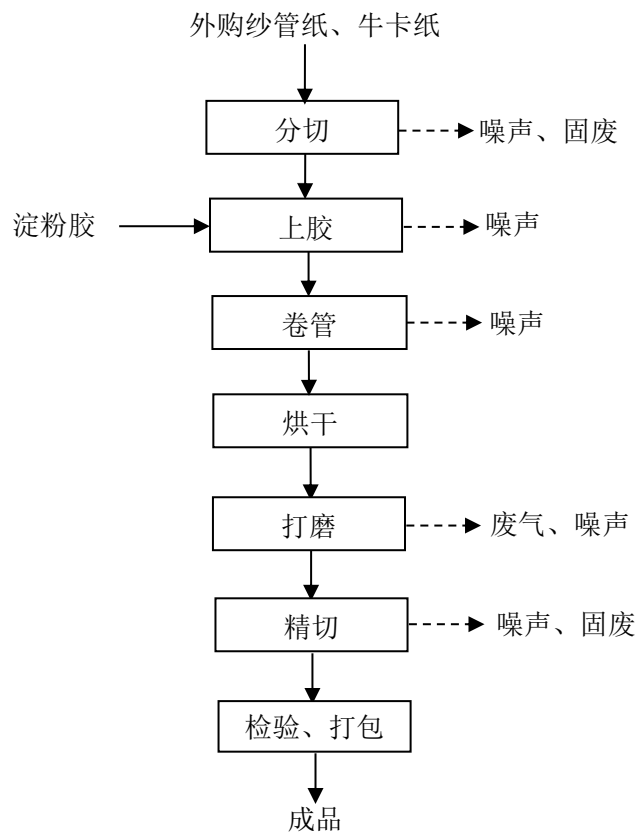 外购纱管纸、牛卡纸
分切
噪声、固废
淀粉胶
上胶
噪声
卷管
噪声
烘干
打磨
废气、噪声
精切
噪声、固废
检验、打包
成品